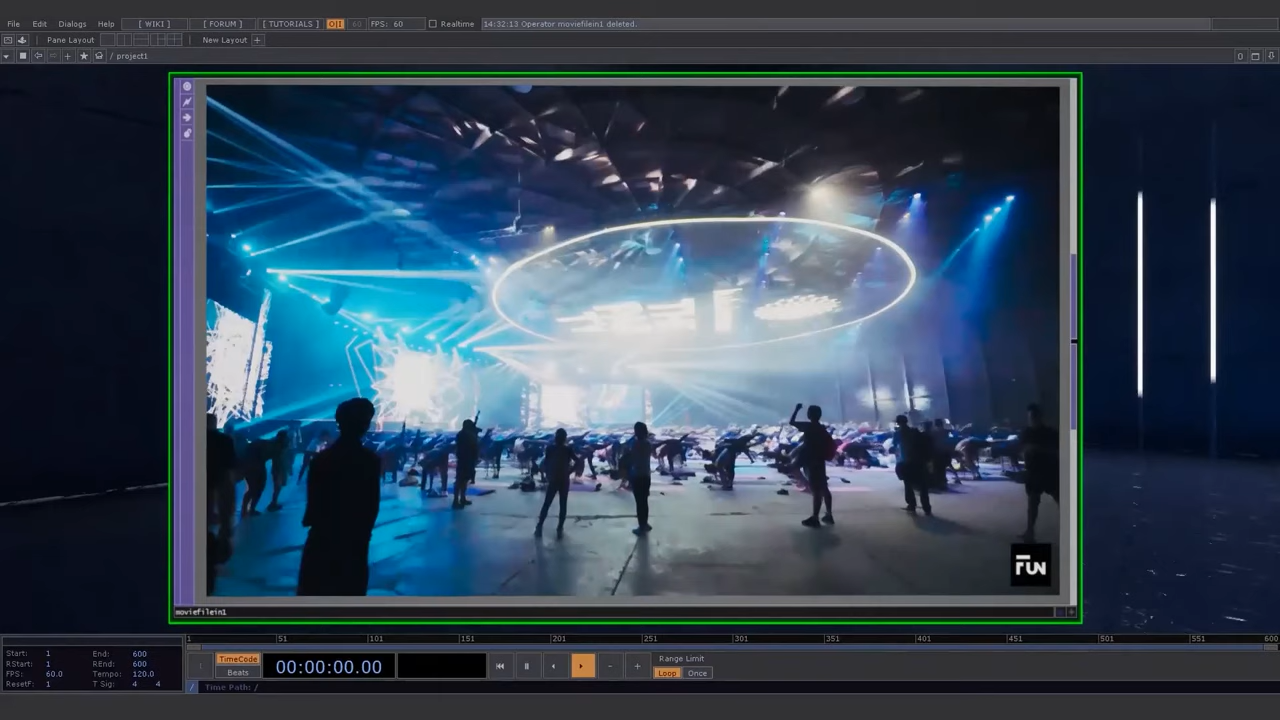 File Edit Dialogs Help [ WIKI ] [ FORUM ] [ TUTORIALS ] O|I 60 FPS: 60 Realtime 14:32:13 Operator moviefilein1 deleted.
Pane Layout New Layout +
+ / project1 0
FUN
moviefilein1
1 51 101 151 201 251 301 351 401 451 501 551 600
Start: 1 End: 600
RStart: 1 REnd: 600
FPS: 60.0 Tempo: 120.0
ResetF: 1 T Sig: 4 4
TimeCode
Beats
00:00:00.00
- +
Range Limit
Loop Once
/ Time Path: /